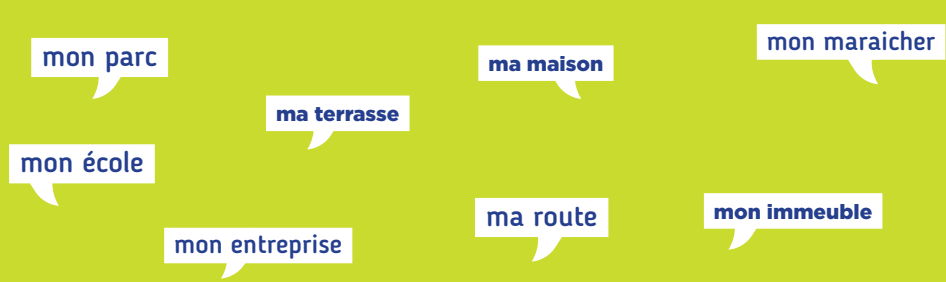 mon parc
ma maison
mon maraicher
ma terrasse
mon école
ma route
mon immeuble
mon entreprise